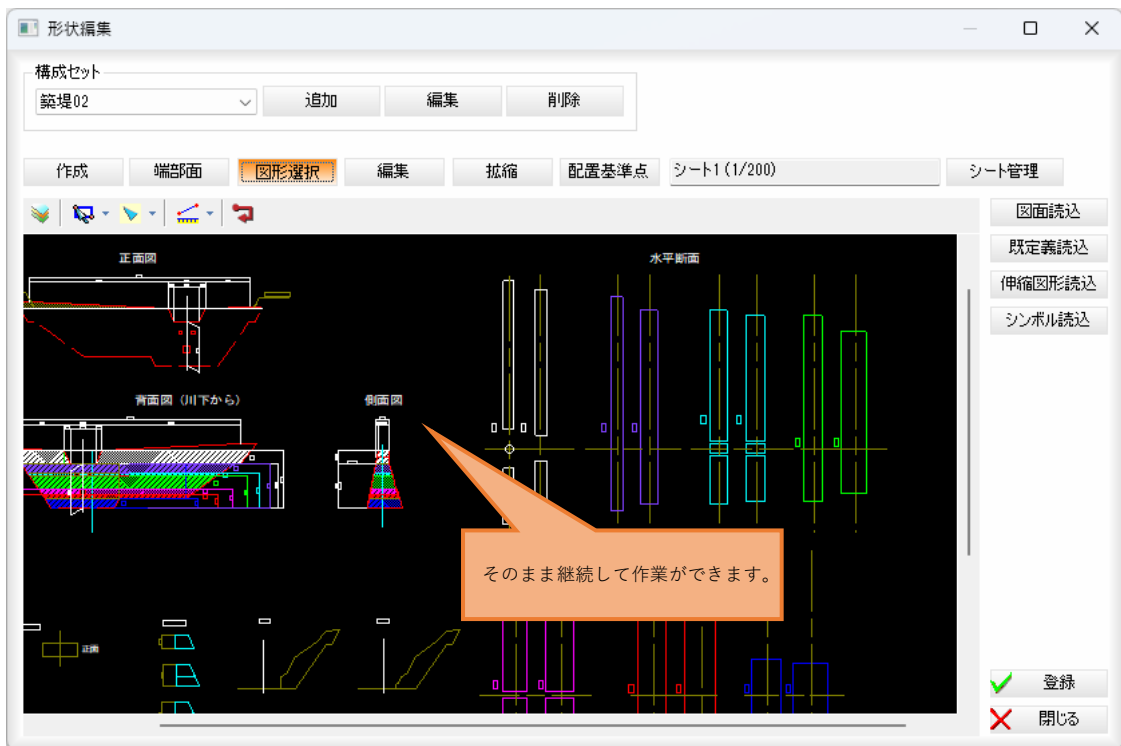 形状編集
構成セット
築堤02
追加
編集
削除
作成
端部面
図形選択
編集
拡縮
配置基準点
シート1(1/200)
シート管理
図面読込
既定義読込
伸縮図形読込
シンボル読込
正面図
水平断面
背面図（川下から）
側面図
そのまま継続して作業ができます。
正面
登録
閉じる